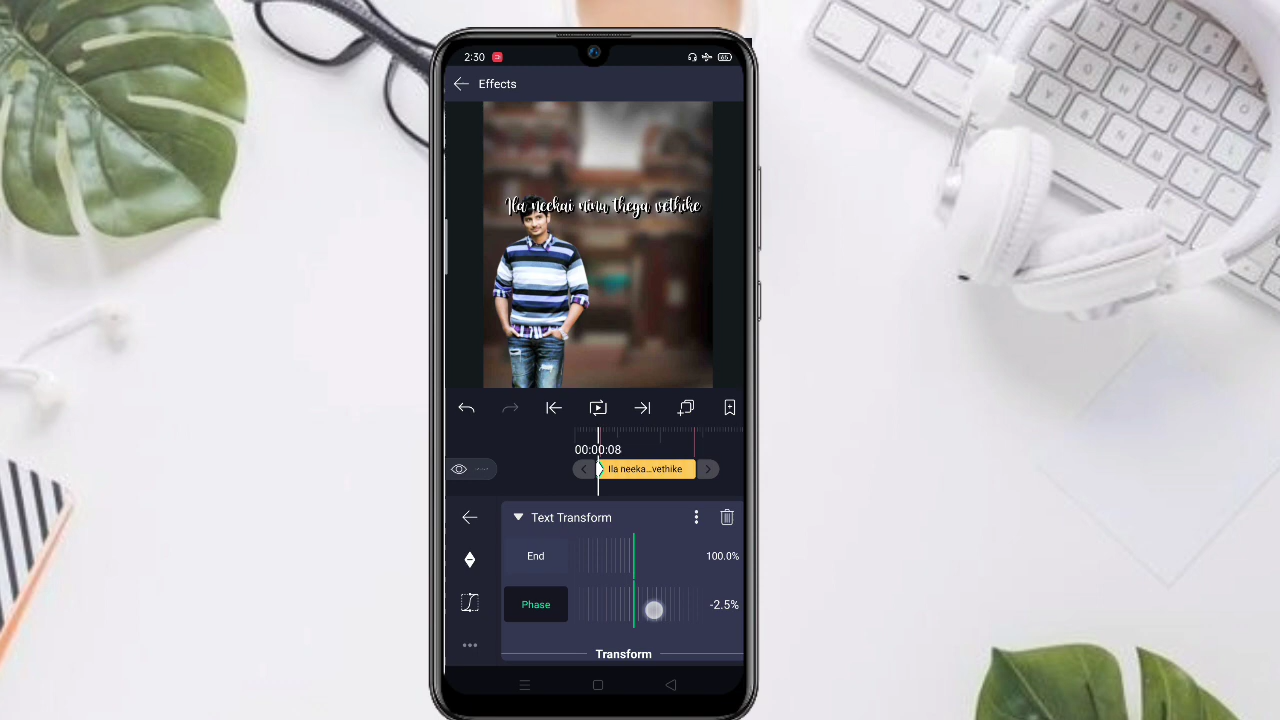 2:30
Effects
Ila neekai ninu thega vethike
00:00:08
Ila neeka...vethike
Text Transform
End
100.0%
Phase
-2.5%
Transform